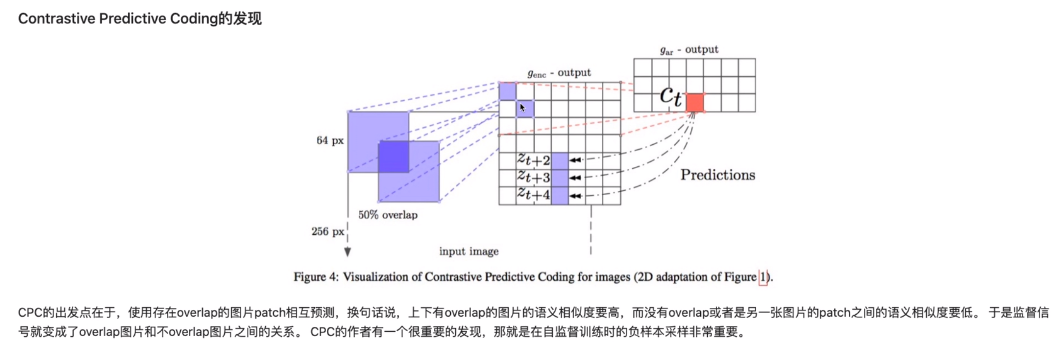 Contrastive Predictive Coding的发现
g_ar - output
g_enc - output
c_t
64 px
z_t+2
z_t+3
z_t+4
Predictions
50% overlap
256 px
input image
Figure 4: Visualization of Contrastive Predictive Coding for images (2D adaptation of Figure 1).
CPC的出发点在于，使用存在overlap的图片patch相互预测，换句话说，上下有overlap的图片的语义相似度要高，而没有overlap或者是另一张图片的patch之间的语义相似度要低。 于是监督信
号就变成了overlap图片和不overlap图片之间的关系。 CPC的作者有一个很重要的发现，那就是在自监督训练时的负样本采样非常重要。